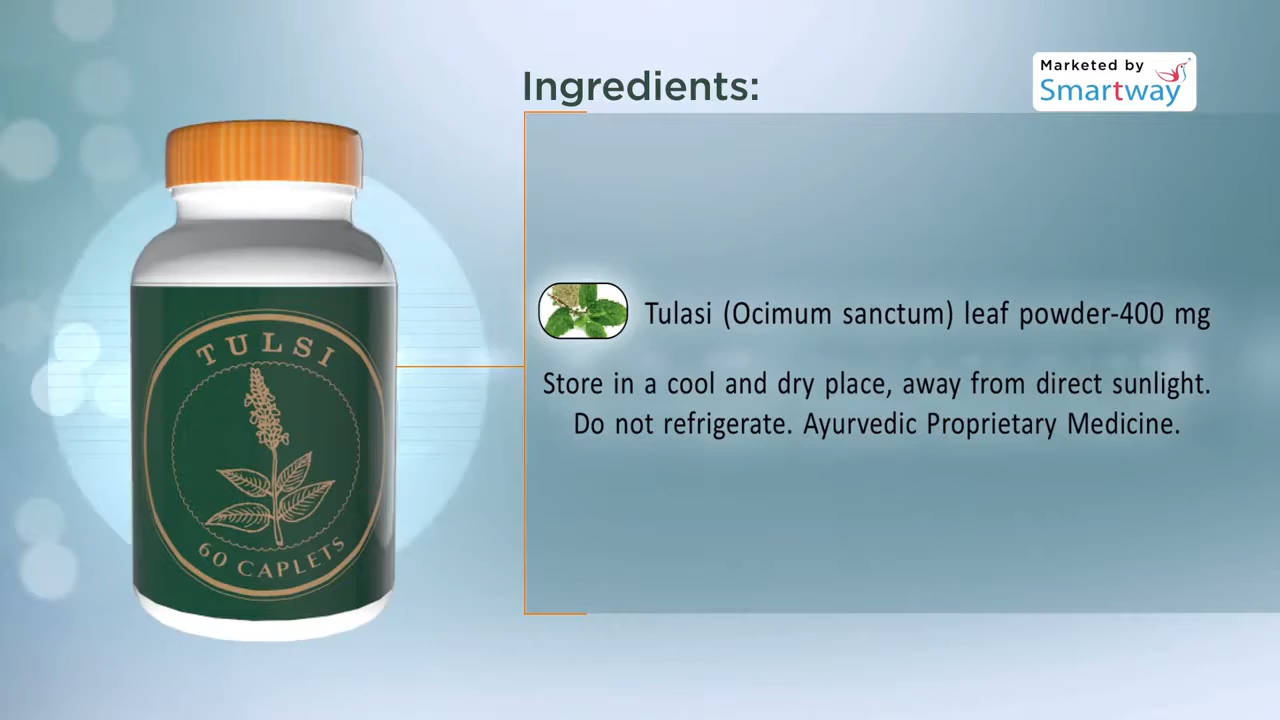 Ingredients:
Marketed by
Smartway
Tulasi (Ocimum sanctum) leaf powder-400 mg
Store in a cool and dry place, away from direct sunlight.
Do not refrigerate. Ayurvedic Proprietary Medicine.
TULSI
60 CAPLETS